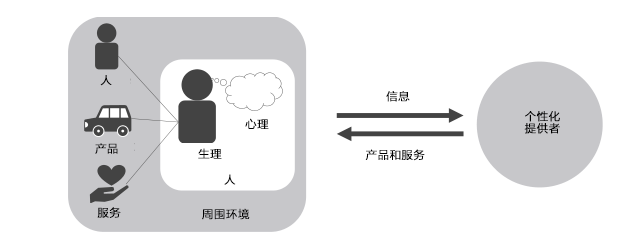 人
产品
服务
心理
生理
人
周围环境
信息
产品和服务
个性化
提供者